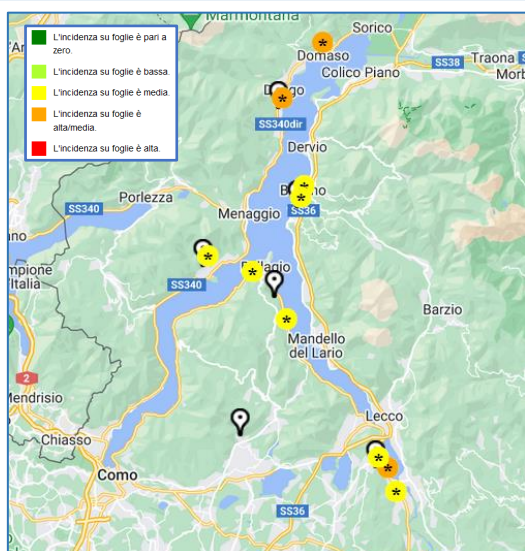 Marmontana
L'incidenza su foglie è pari a
zero.
L'incidenza su foglie è bassa.
L'incidenza su foglie è media.
L'incidenza su foglie è
alta/media.
L'incidenza su foglie è alta.
Sorico
Domaso
Traona
SS38
Colico Piano
SS340dir
Dervio
Porlezza
SS340
Menaggio
SS36
SS340
Barzio
Mandello
del Lario
2
Mendrisio
Lecco
Chiasso
Como
SS36